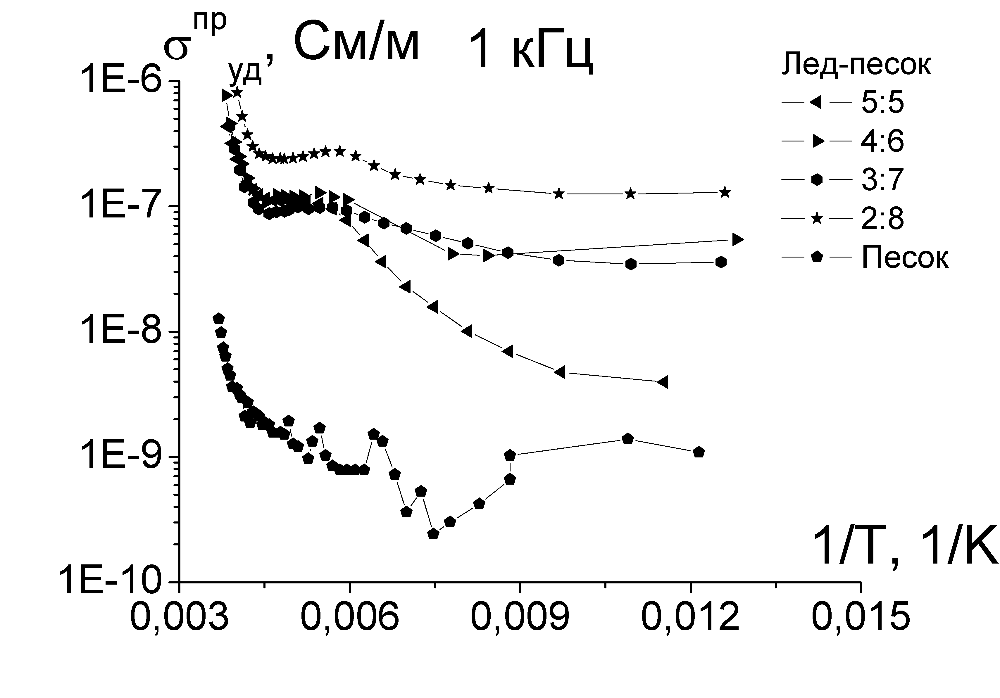 σ^пр_уд, См/м 1 кГц
Лед-песок
5:5
4:6
3:7
2:8
Песок
1E-6
1E-7
1E-8
1E-9
1E-10
1/T, 1/K
0,003 0,006 0,009 0,012 0,015